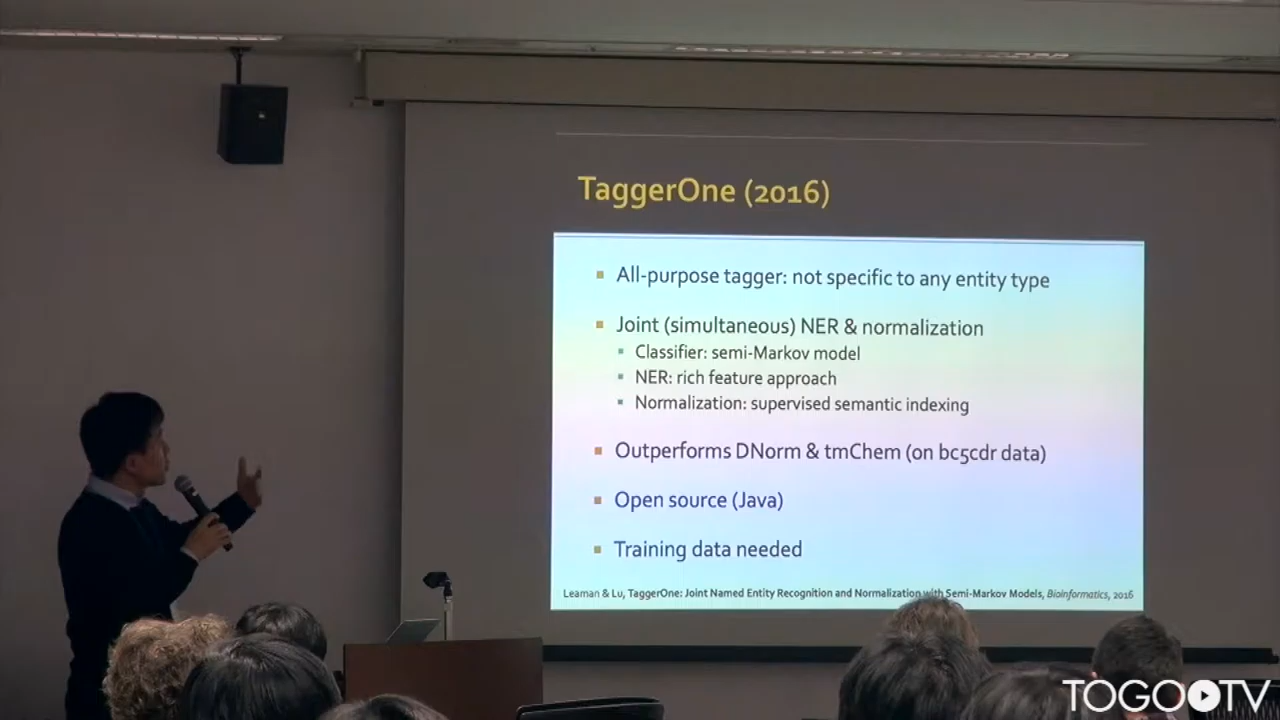 TaggerOne (2016)
All-purpose tagger: not specific to any entity type
Joint (simultaneous) NER & normalization
Classifier: semi-Markov model
NER: rich feature approach
Normalization: supervised semantic indexing
Outperforms DNorm & tmChem (on bc5cdr data)
Open source (Java)
Training data needed
Leaman & Lu, TaggerOne: Joint Named Entity Recognition and Normalization with Semi-Markov Models, Bioinformatics, 2016
TOGO TV